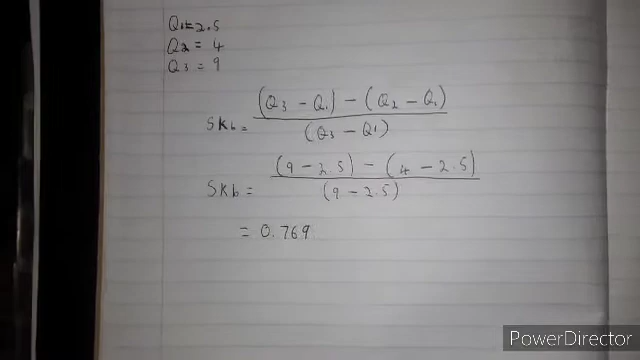 Q1=2.5
Q2 = 4
Q3 = 9
SKb = (Q3 - Q1) - (Q2 - Q1)
(Q3 - Q1)
SKb = (9 - 2.5) - (4 - 2.5)
(9 - 2.5)
= 0.769
PowerDirector